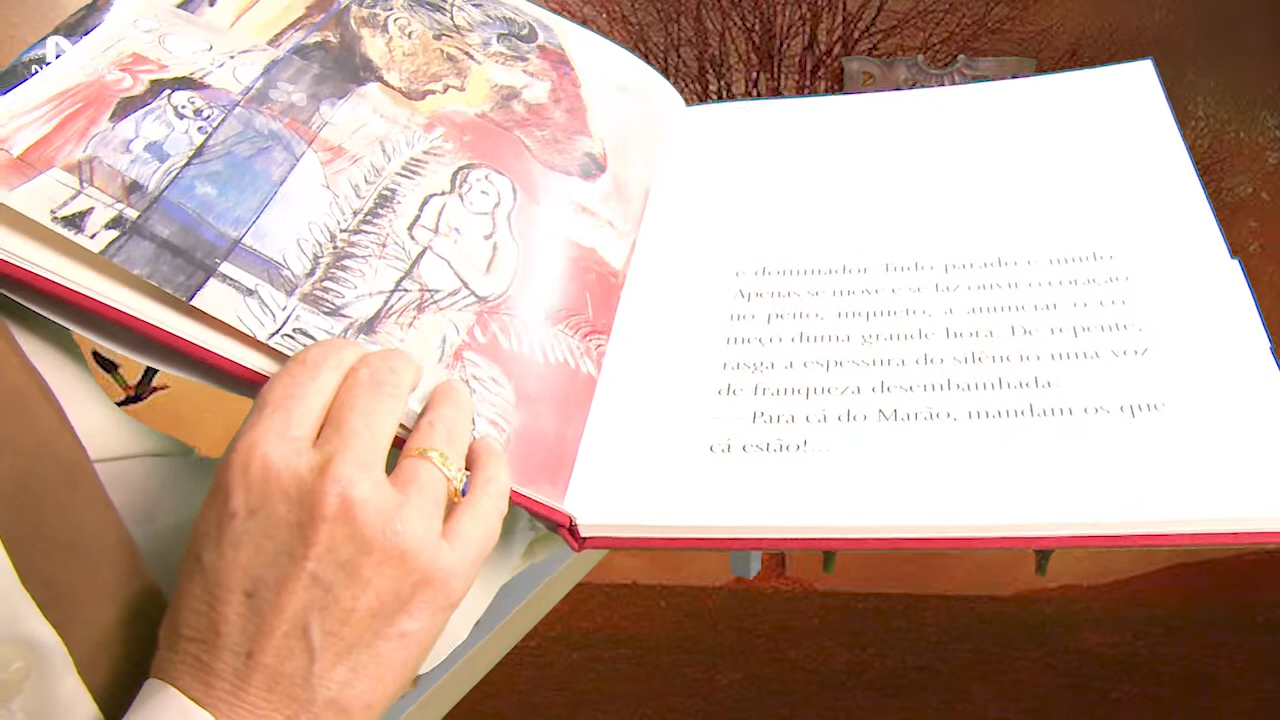 e dominador. Tudo parado e mudo.
Apenas se move e se faz ouvir o coração
no peito, inquieto, a anunciar o co-
meço duma grande hora. De repente,
rasga a espessura do silêncio uma voz
de franqueza desembainhada:
—Para cá do Marão, mandam os que
cá estão!...